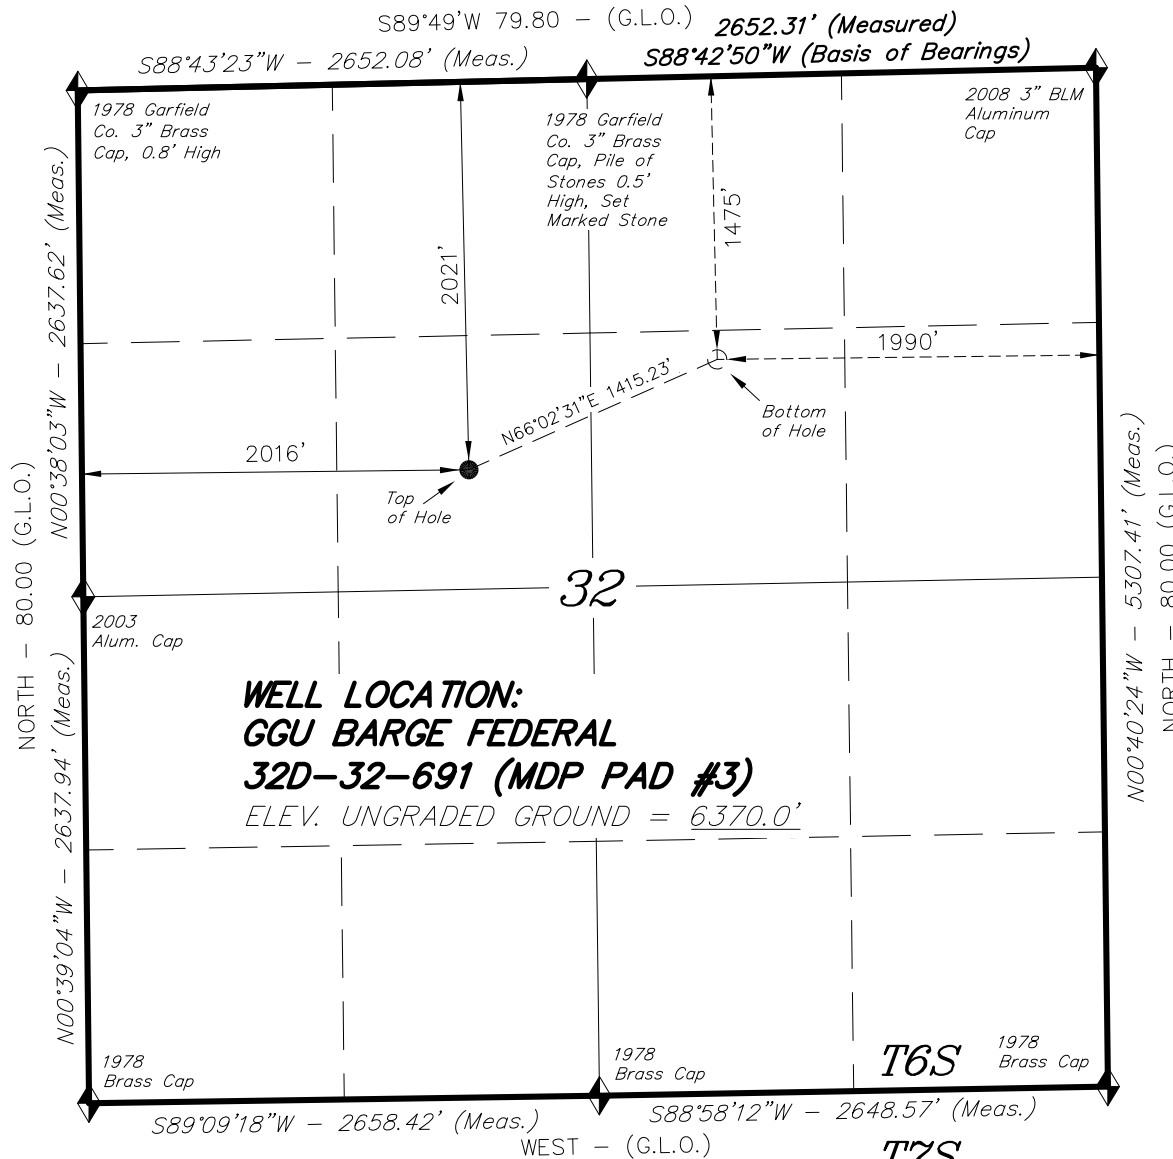 S89°49'W 79.80 – (G.L.O.)
2652.31' (Measured)
S88°43'23"W – 2652.08' (Meas.)
S88°42'50"W (Basis of Bearings)
1978 Garfield
Co. 3" Brass
Cap, 0.8' High
1978 Garfield
Co. 3" Brass
Cap, Pile of
Stones 0.5'
High, Set
Marked Stone
2008 3" BLM
Aluminum
Cap
N00°38'03"W – 2637.62' (Meas.)
2021'
1475'
1990'
N66°02'31"E 1415.23'
Bottom
of Hole
2016'
Top
of Hole
NORTH – 80.00 (G.L.O.)
32
2003
Alum. Cap
N00°40'24"W – 5307.41' (Meas.)
NORTH – 80.00 (G.L.O.)
WELL LOCATION:
GGU BARGE FEDERAL
32D–32–691 (MDP PAD #3)
ELEV. UNGRADED GROUND = 6370.0'
N00°39'04"W – 2637.94' (Meas.)
1978
Brass Cap
1978
Brass Cap
T6S
1978
Brass Cap
S89°09'18"W – 2658.42' (Meas.)
S88°58'12"W – 2648.57' (Meas.)
WEST – (G.L.O.)
T7S